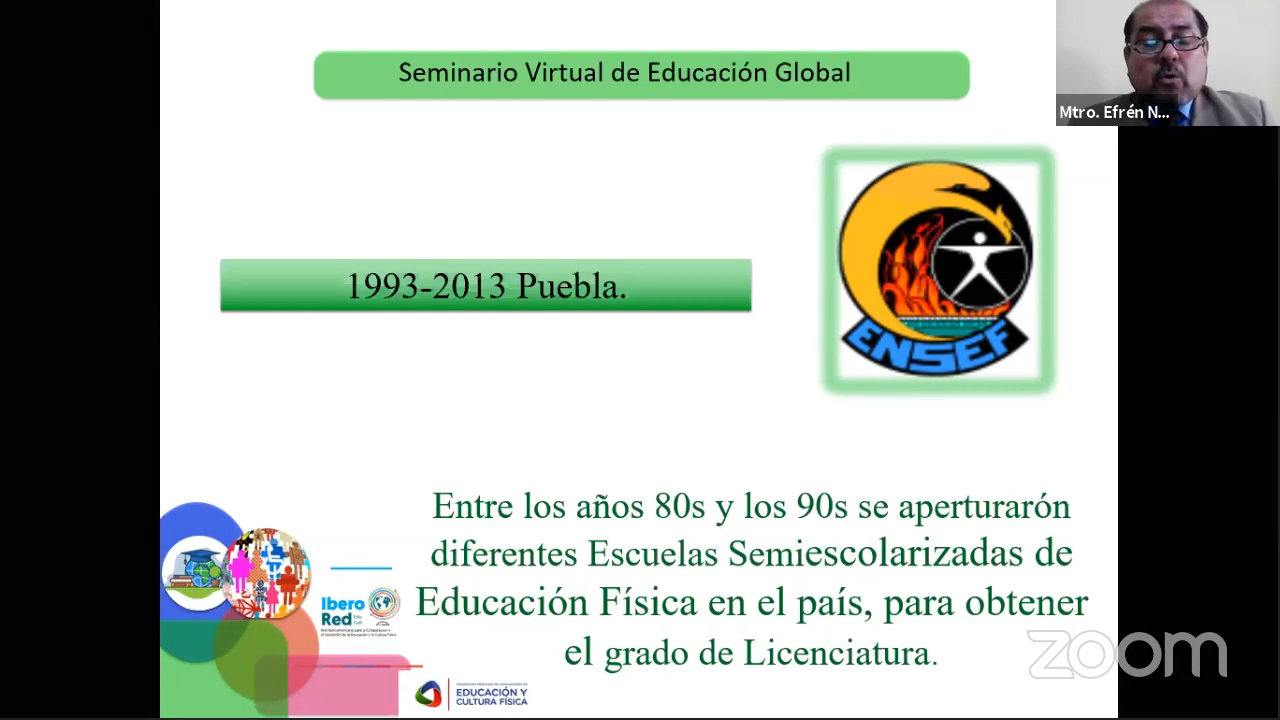 Seminario Virtual de Educación Global
Mtro. Efrén N...
1993-2013 Puebla.
ENSEF
Entre los años 80s y los 90s se aperturarón
diferentes Escuelas Semiescolarizadas de
Educación Física en el país, para obtener
el grado de Licenciatura.
Ibero
Red
EDUCACIÓN Y
CULTURA FÍSICA
zoom